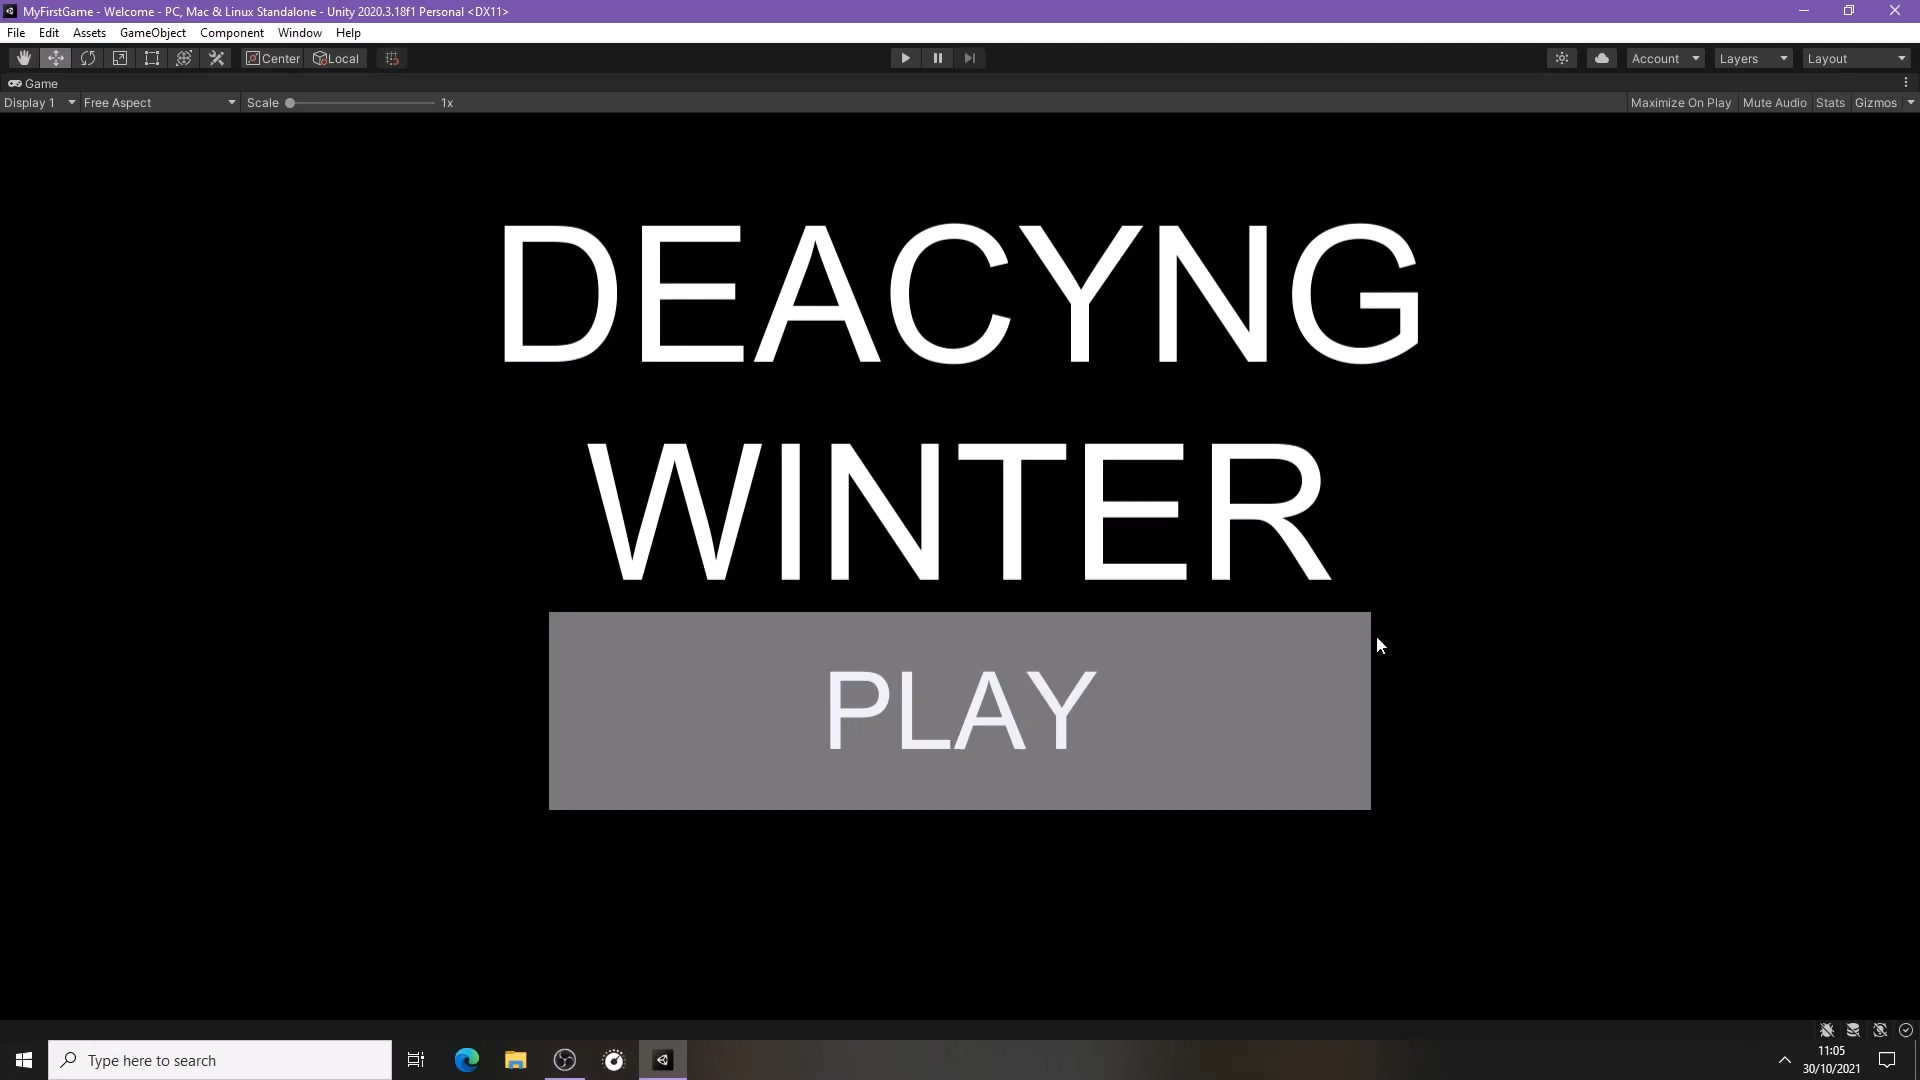 MyFirstGame - Welcome - PC, Mac & Linux Standalone - Unity 2020.3.18f1 Personal <DX11>
File Edit Assets GameObject Component Window Help
Center Local Account Layers Layout
Game
Display 1 Free Aspect Scale 1x Maximize On Play Mute Audio Stats Gizmos
DEACYNG
WINTER
PLAY
Type here to search
11:05
30/10/2021